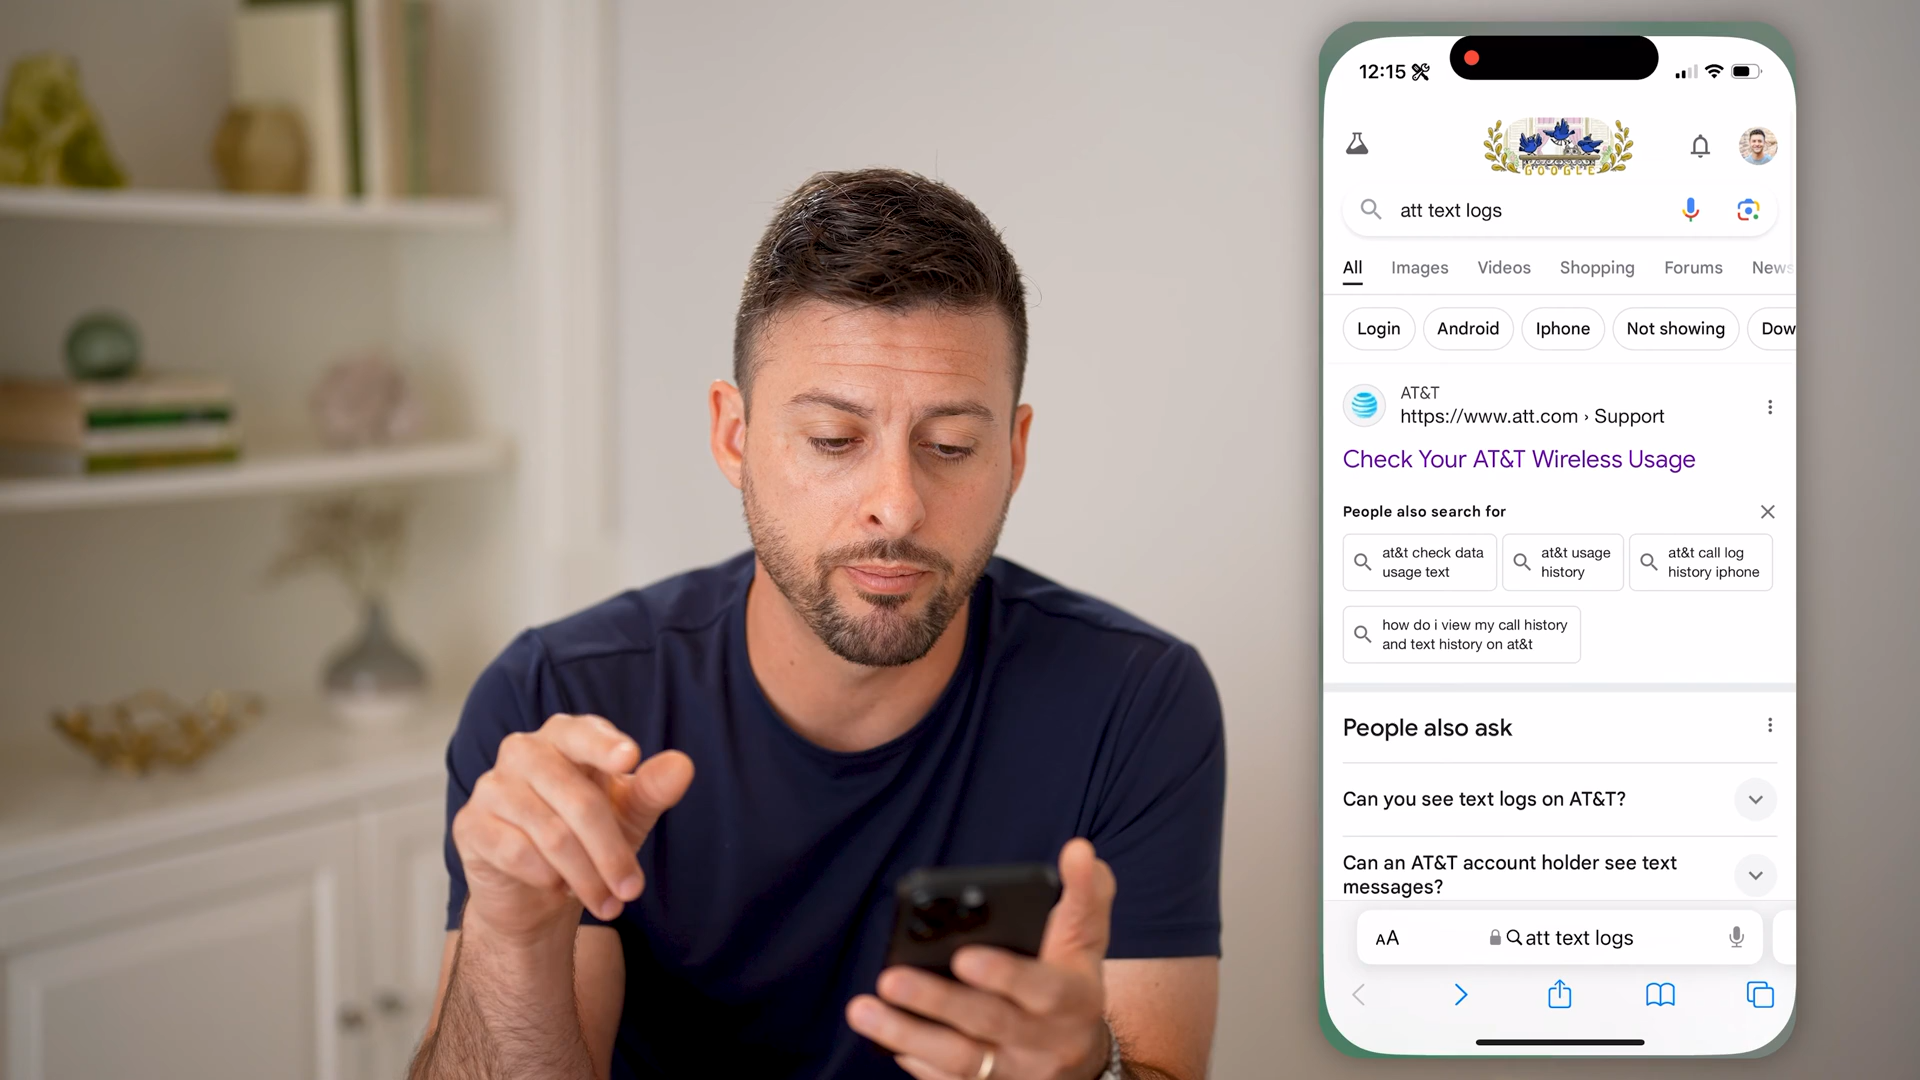 12:15
GOOGLE
att text logs
All Images Videos Shopping Forums News
Login Android Iphone Not showing Dow
AT&T
https://www.att.com › Support
Check Your AT&T Wireless Usage
People also search for
at&t check data
usage text
at&t usage
history
at&t call log
history iphone
how do i view my call history
and text history on at&t
People also ask
Can you see text logs on AT&T?
Can an AT&T account holder see text
messages?
AA att text logs